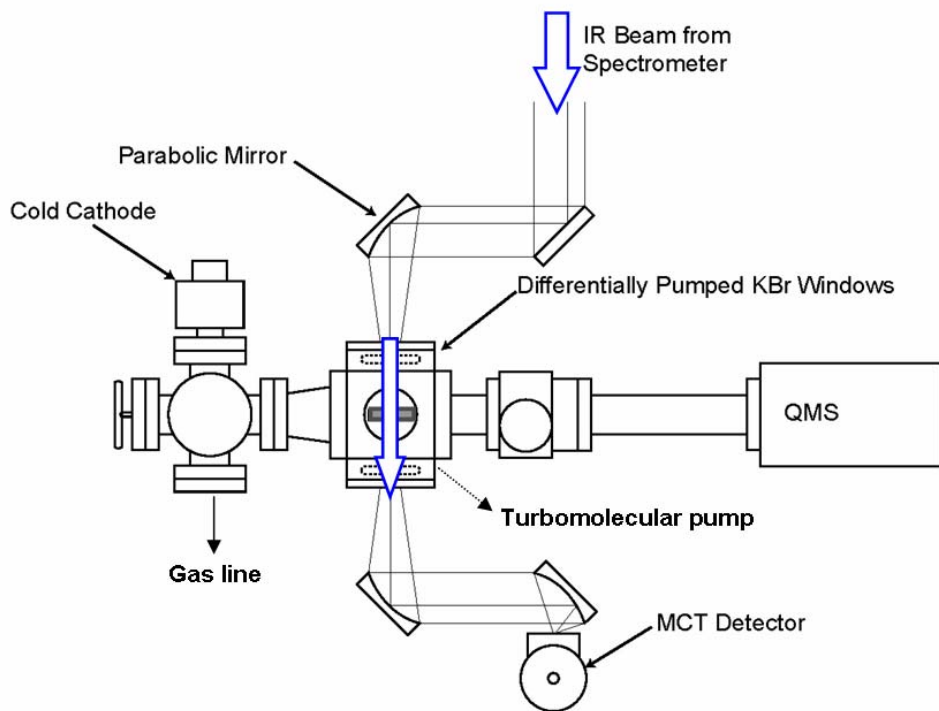 IR Beam from
Spectrometer
Parabolic Mirror
Cold Cathode
Differentially Pumped KBr Windows
QMS
Turbomolecular pump
Gas line
MCT Detector